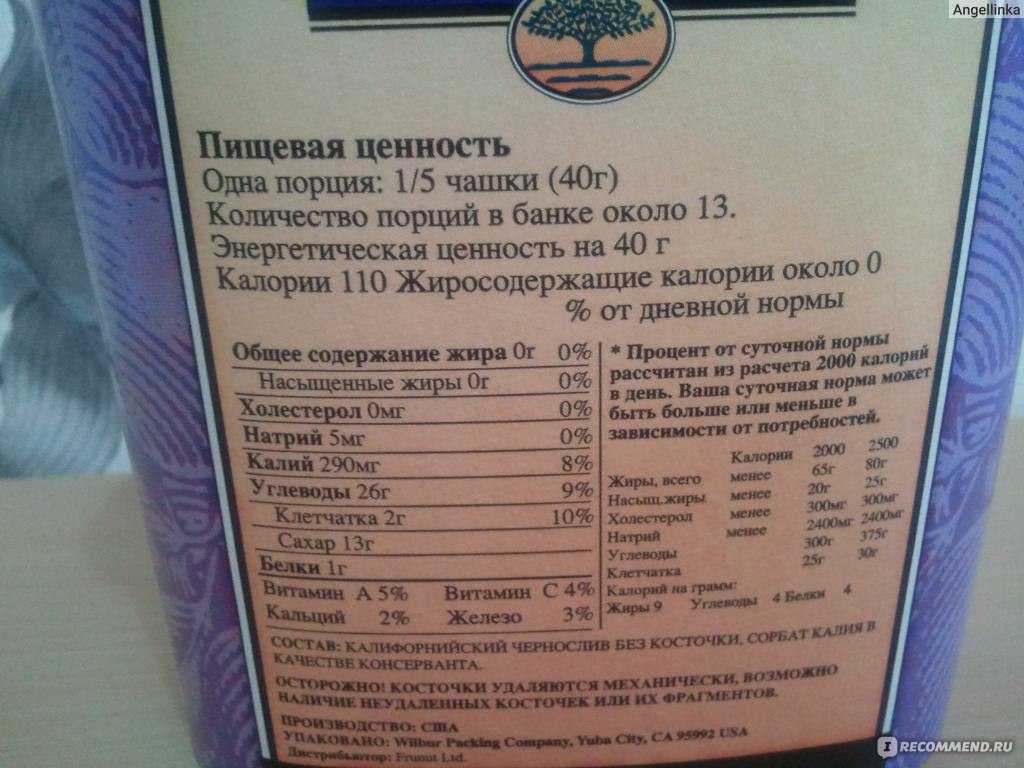 Angellinka
Пищевая ценность
Одна порция: 1/5 чашки (40г)
Количество порций в банке около 13.
Энергетическая ценность на 40 г
Калории 110 Жиросодержащие калории около 0
% от дневной нормы
Общее содержание жира 0г 0%
Насыщенные жиры 0г 0%
Холестерол 0мг 0%
Натрий 5мг 0%
Калий 290мг 8%
Углеводы 26г 9%
Клетчатка 2г 10%
Сахар 13г
Белки 1г
Витамин А 5% Витамин С 4%
Кальций 2% Железо 3%
* Процент от суточной нормы
рассчитан из расчета 2000 калорий
в день. Ваша суточная норма может
быть больше или меньше в
зависимости от потребностей.
Калории 2000 2500
Жиры, всего менее 65г 80г
Насыщ.жиры менее 20г 25г
Холестерол менее 300мг 300мг
Натрий менее 2400мг 2400мг
Углеводы 300г 375г
Клетчатка 25г 30г
Калорий на грамм:
Жиры 9 Углеводы 4 Белки 4
СОСТАВ: КАЛИФОРНИЙСКИЙ ЧЕРНОСЛИВ БЕЗ КОСТОЧКИ, СОРБАТ КАЛИЯ В
КАЧЕСТВЕ КОНСЕРВАНТА.
ОСТОРОЖНО! КОСТОЧКИ УДАЛЯЮТСЯ МЕХАНИЧЕСКИ, ВОЗМОЖНО
НАЛИЧИЕ НЕУДАЛЕННЫХ КОСТОЧЕК ИЛИ ИХ ФРАГМЕНТОВ.
ПРОИЗВОДСТВО: США
УПАКОВАНО: Wilbur Packing Company, Yuba City, CA 95992 USA
Дистрибьютор: Frunut Ltd.
IRECOMMEND.RU